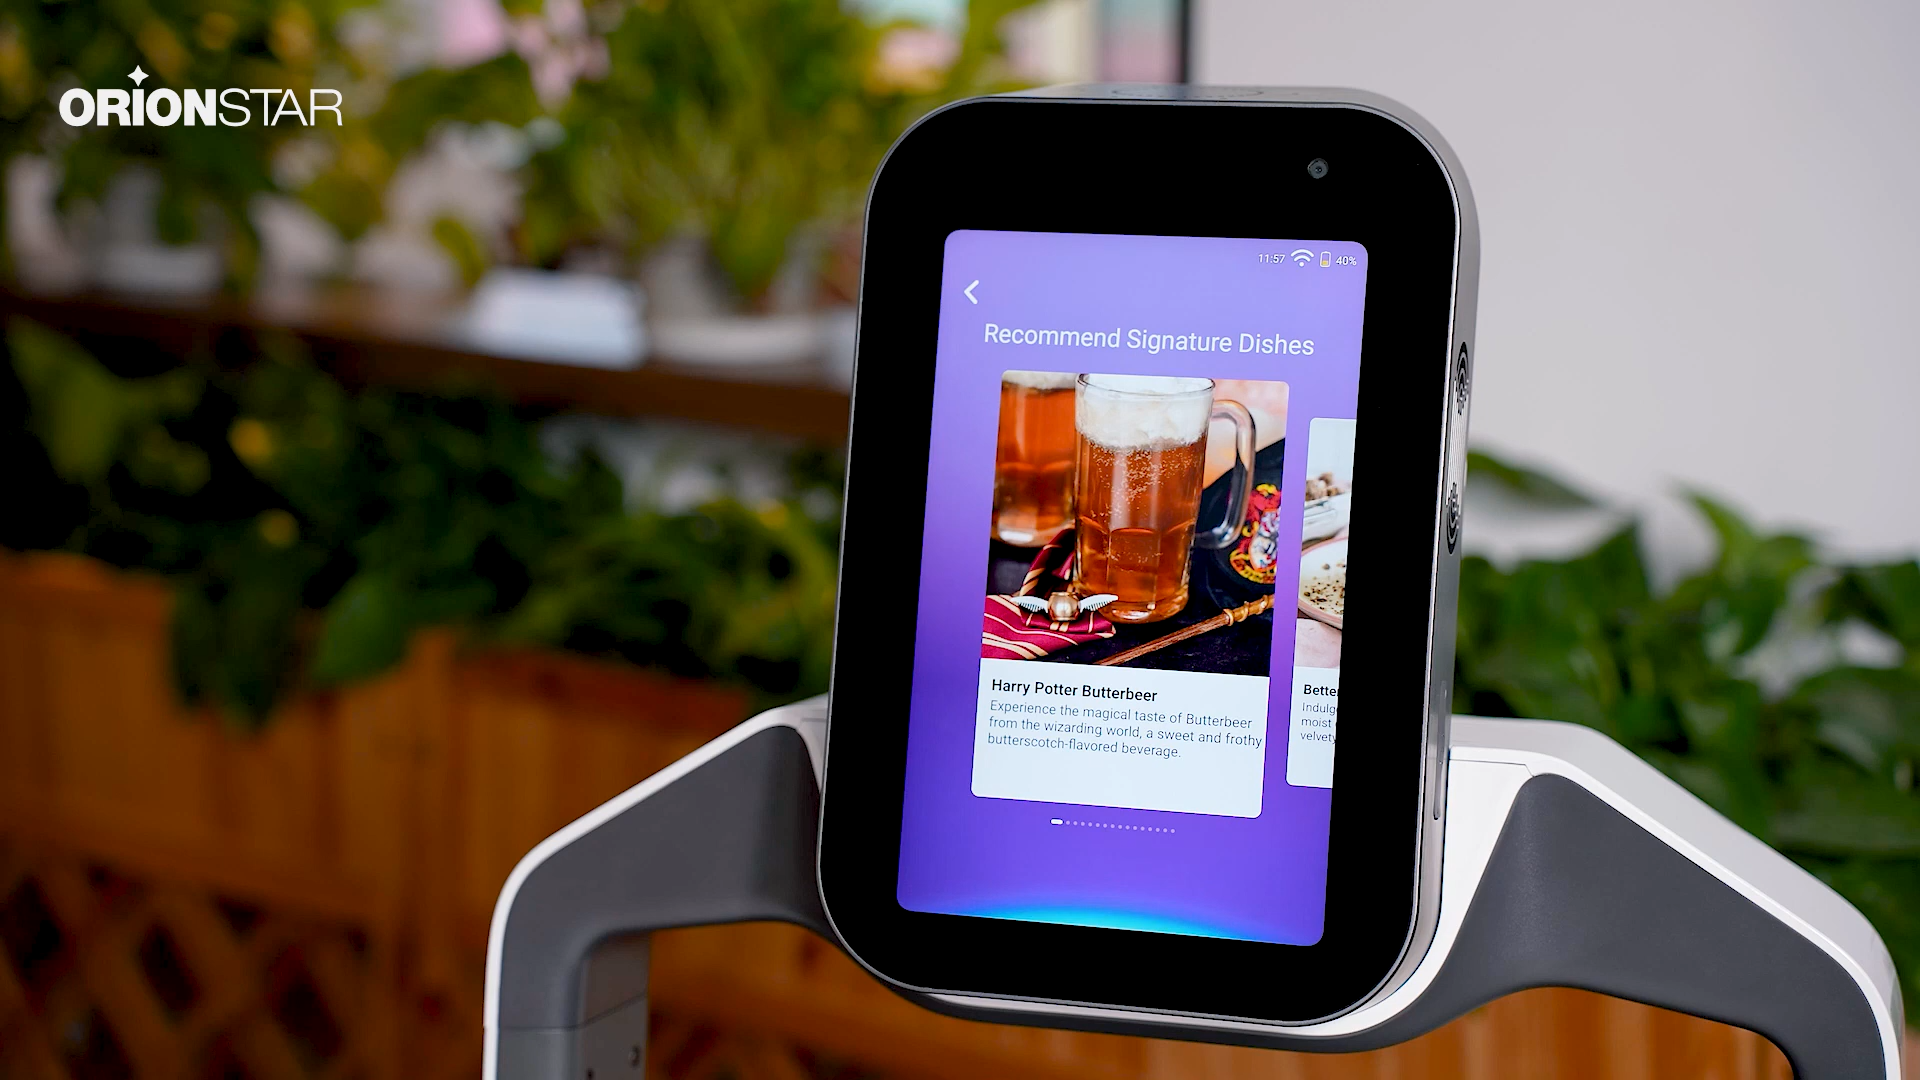 ORIONSTAR
11:57 40%
Recommend Signature Dishes
Harry Potter Butterbeer
Experience the magical taste of Butterbeer
from the wizarding world, a sweet and frothy
butterscotch-flavored beverage.
Better
Indulg
moist
velvety